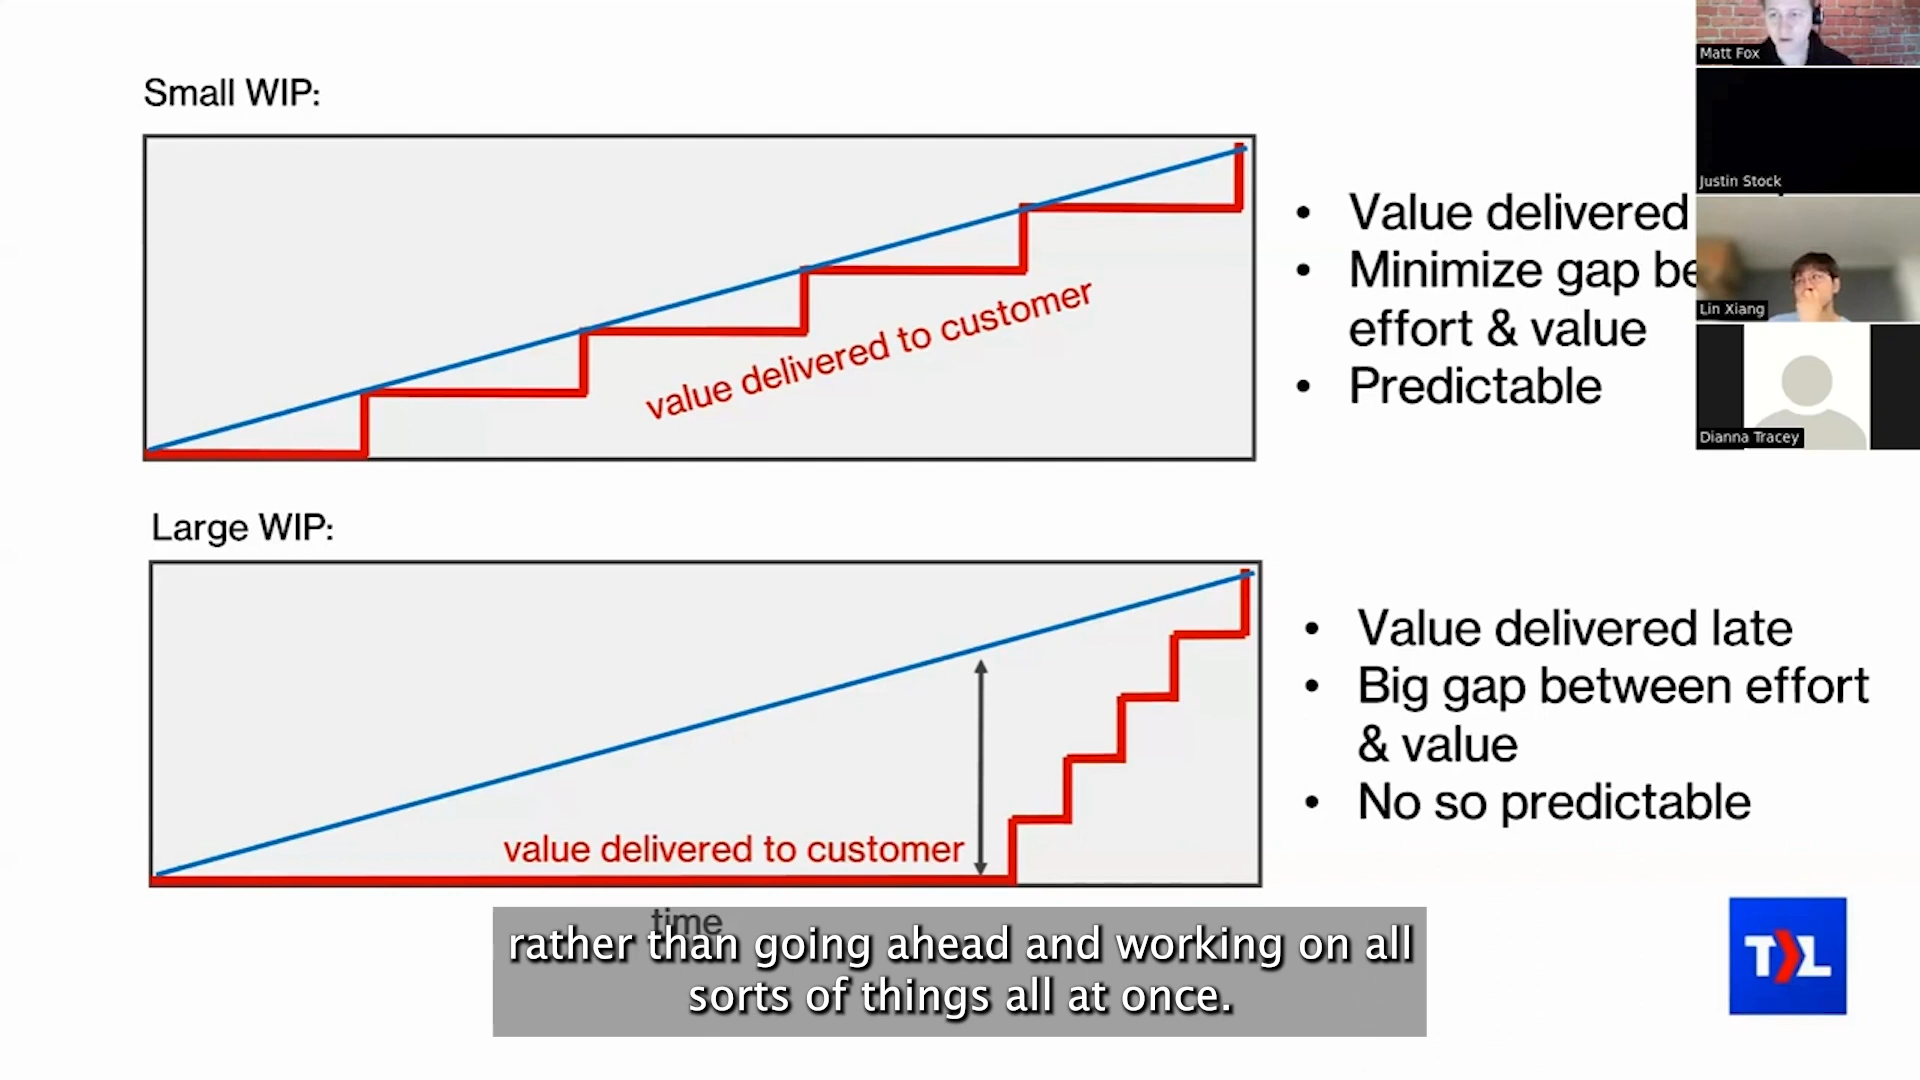 Small WIP:
value delivered to customer
• Value delivered
• Minimize gap be
effort & value
• Predictable
Matt Fox
Justin Stock
Lin Xiang
Dianna Tracey
Large WIP:
value delivered to customer
time
• Value delivered late
• Big gap between effort
& value
• No so predictable
rather than going ahead and working on all
sorts of things all at once.
T>L